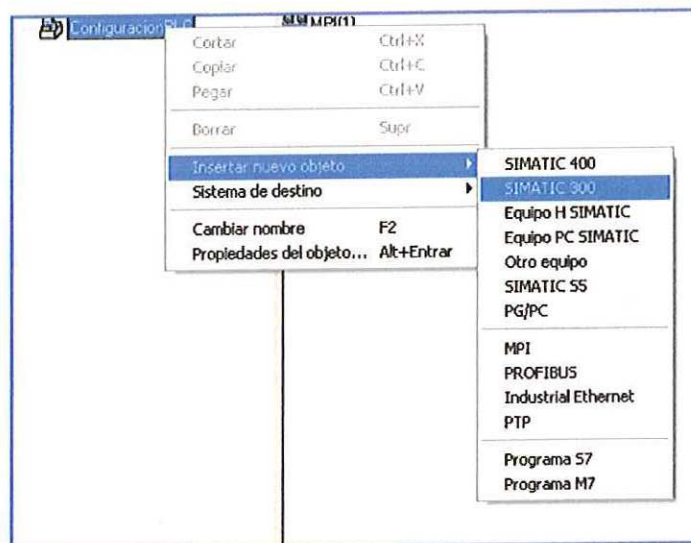 ConfiguracionPLC
MPI(1)
Cortar Ctrl+X
Copiar Ctrl+C
Pegar Ctrl+V
Borrar Supr
Insertar nuevo objeto
Sistema de destino
Cambiar nombre F2
Propiedades del objeto... Alt+Entrar
SIMATIC 400
SIMATIC 300
Equipo H SIMATIC
Equipo PC SIMATIC
Otro equipo
SIMATIC S5
PG/PC
MPI
PROFIBUS
Industrial Ethernet
PTP
Programa S7
Programa M7